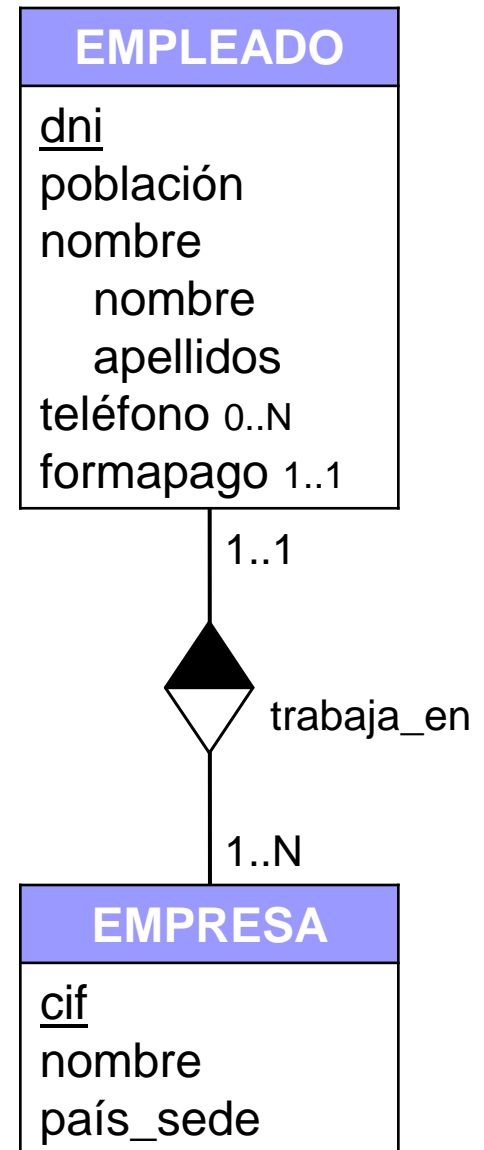 EMPLEADO
dni
población
nombre
nombre
apellidos
teléfono 0..N
formapago 1..1
1..1
trabaja_en
1..N
EMPRESA
cif
nombre
país_sede